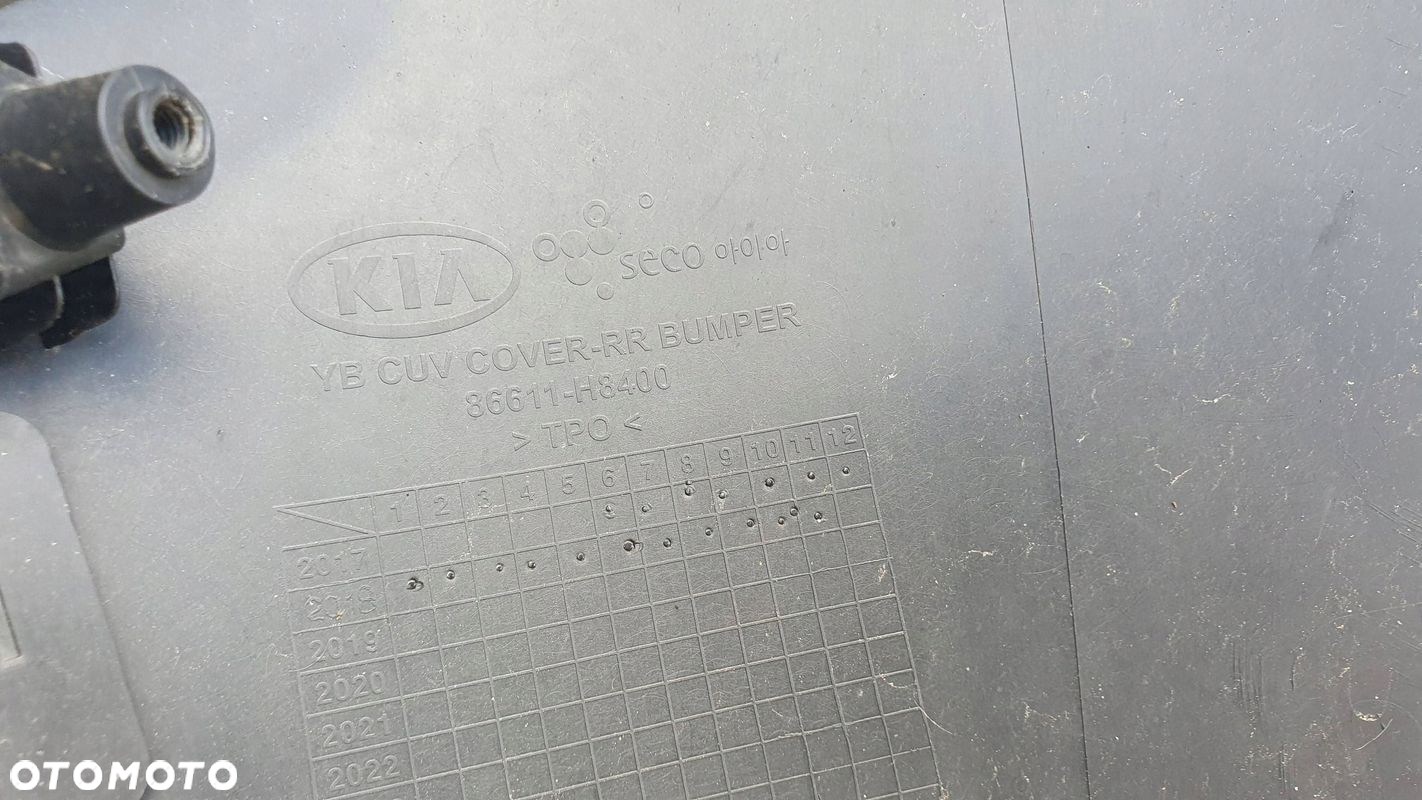 KIA seco 아이아
YB CUV COVER-RR BUMPER
86611-H8400
> TPO <
1 2 3 4 5 6 7 8 9 10 11 12
2017
2018
2019
2020
2021
2022
OTOMOTO